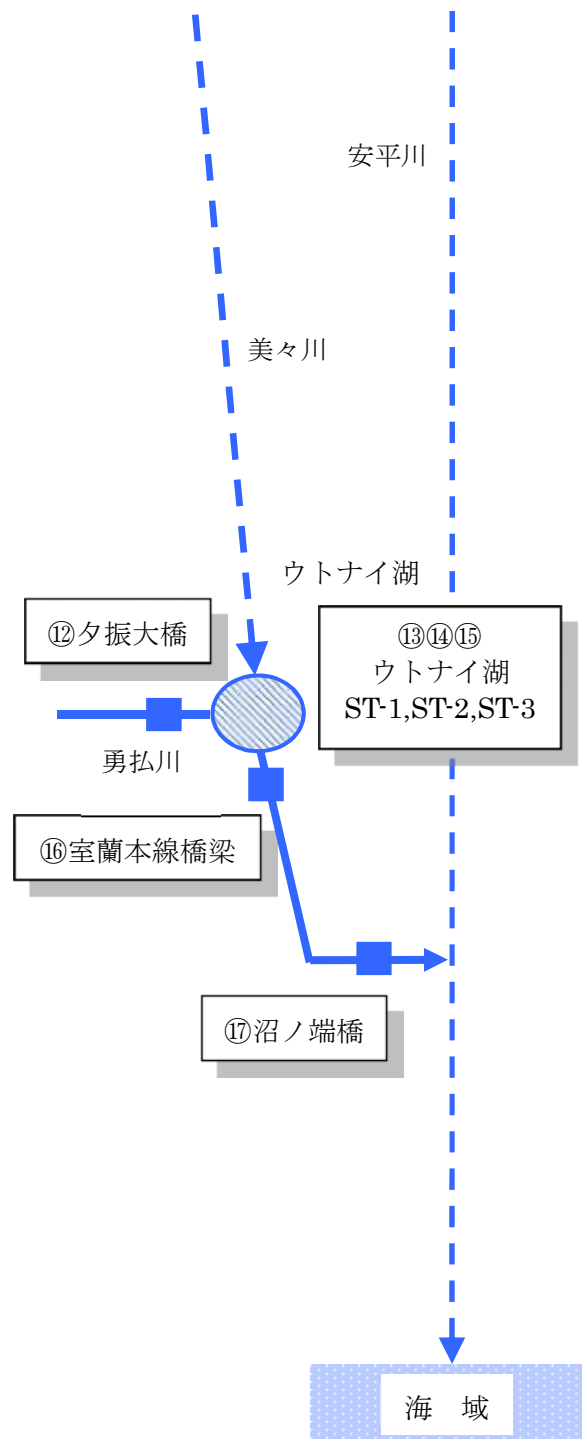 安平川
美々川
ウトナイ湖
⑫夕振大橋
⑬⑭⑮
ウトナイ湖
ST-1,ST-2,ST-3
勇払川
⑯室蘭本線橋梁
⑰沼ノ端橋
海　域